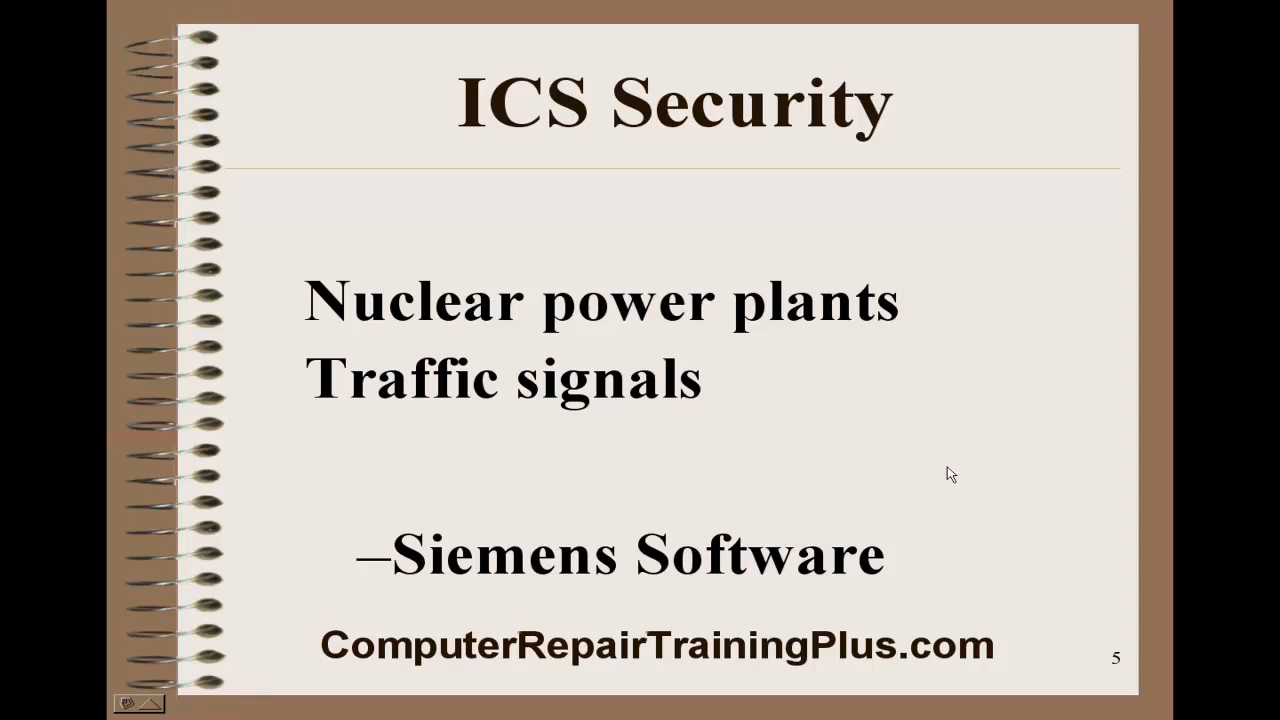 ICS Security
Nuclear power plants
Traffic signals
–Siemens Software
ComputerRepairTrainingPlus.com
5